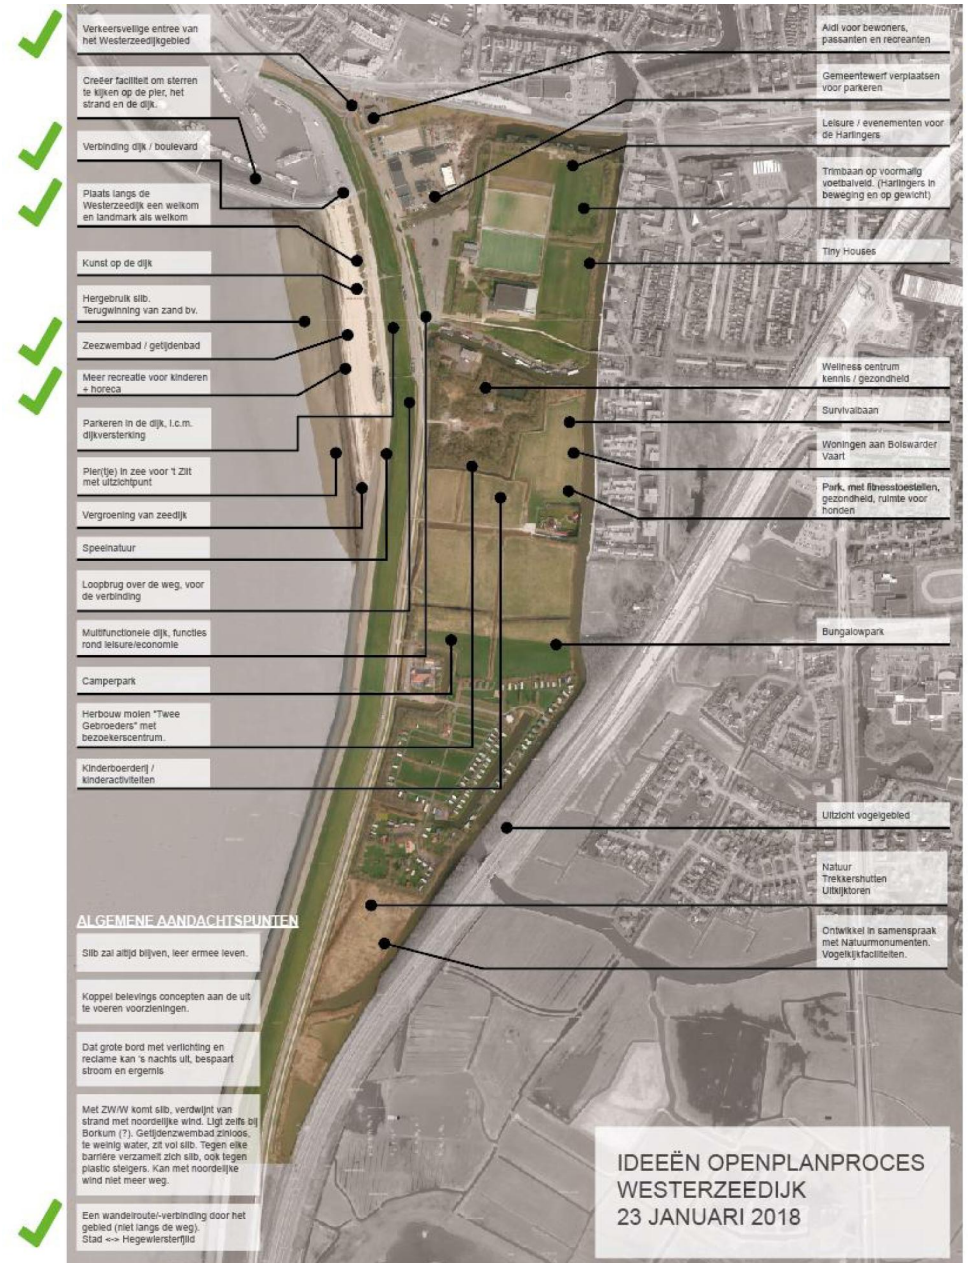 Verkeersveilige entree van
het Westerzeedijkgebied
Creëer faciliteit om sterren
te kijken op de pier, het
strand en de dijk.
Verbinding dijk / boulevard
Plaats langs de
Westerzeedijk een welkom
en landmark als welkom
Kunst op de dijk
Hergebruik slib.
Terugwinning van zand bv.
Zeezwembad / getijdenbad
Meer recreatie voor kinderen
+ horeca
Parkeren in de dijk, i.c.m.
dijkversterking
Pier(tje) in zee voor 't Zilt
met uitzichtpunt
Vergroening van zeedijk
Speelnatuur
Loopbrug over de weg, voor
de verbinding
Multifunctionele dijk, functies
rond leisure/economie
Camperpark
Herbouw molen "Twee
Gebroeders" met
bezoekerscentrum.
Kinderboerderij /
kinderactiviteiten
Aldi voor bewoners,
passanten en recreanten
Gemeentewerf verplaatsen
voor parkeren
Leisure / evenementen voor
de Harlingers
Trimbaan op voormalig
voetbalveld. (Harlingers in
beweging en op gewicht)
Tiny Houses
Wellness centrum
kennis / gezondheid
Survivalbaan
Woningen aan Bolswarder
Vaart
Park, met fitnesstoestellen,
gezondheid, ruimte voor
honden
Bungalowpark
Uitzicht vogelgebied
Natuur
Trekkershutten
Uitkijktoren
Ontwikkel in samenspraak
met Natuurmonumenten.
Vogelkijkfaciliteiten.
ALGEMENE AANDACHTSPUNTEN
Slib zal altijd blijven, leer ermee leven.
Koppel belevings concepten aan de uit
te voeren voorzieningen.
Dat grote bord met verlichting en
reclame kan 's nachts uit, bespaart
stroom en ergernis
Met ZW/W komt slib, verdwijnt van
strand met noordelijke wind. Ligt zelfs bij
Borkum (?). Getijdenzwembad zinloos,
te weinig water, zit vol slib. Tegen elke
barrière verzamelt zich slib, ook tegen
plastic steigers. Kan met noordelijke
wind niet meer weg.
Een wandelroute/-verbinding door het
gebied (niet langs de weg).
Stad <-> Hegewiersterfjild
IDEEËN OPENPLANPROCES
WESTERZEEDIJK
23 JANUARI 2018